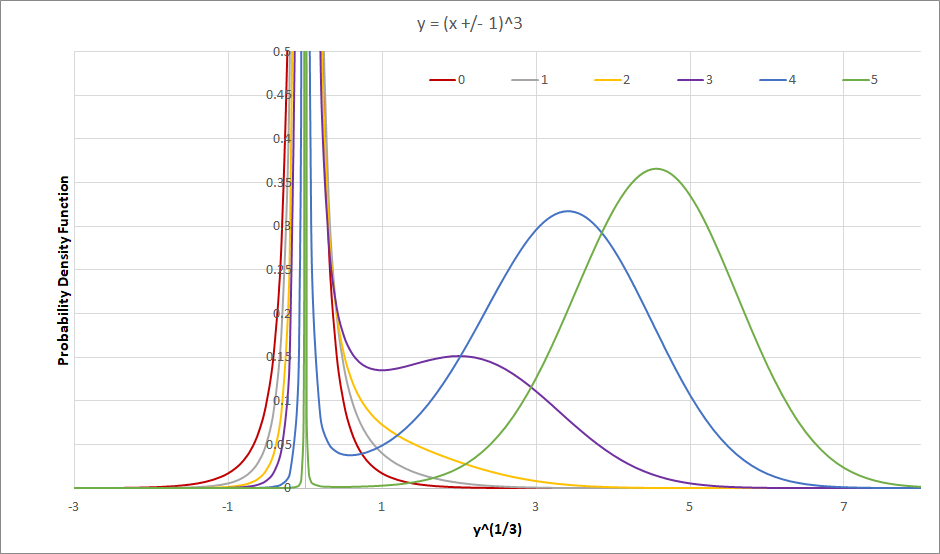 y = (x +/- 1)^3
0 1 2 3 4 5
Probability Density Function
0.5
0.45
0.4
0.35
0.3
0.25
0.2
0.15
0.1
0.05
0
-3 -1 1 3 5 7
y^(1/3)